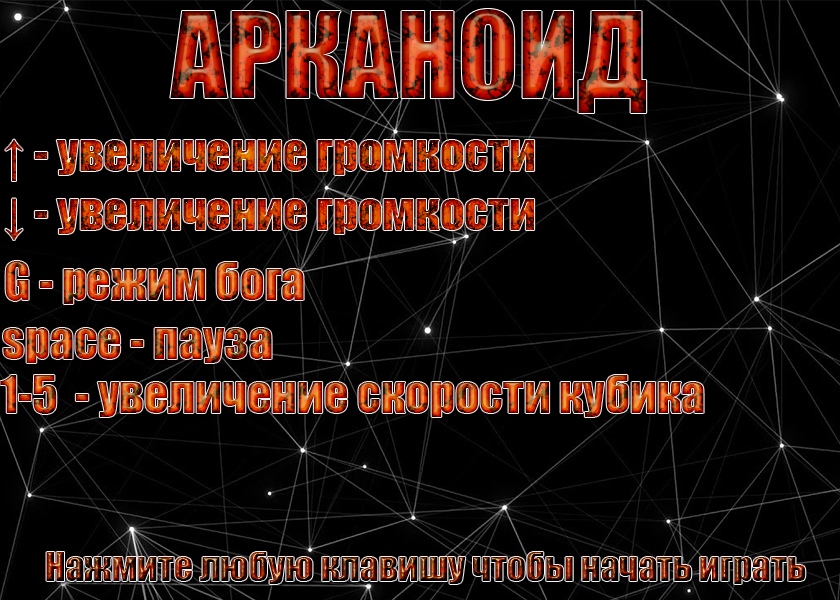 АРКАНОИД
↑ - увеличение громкости
↓ - увеличение громкости
G - режим бога
space - пауза
1-5 - увеличение скорости кубика
Нажмите любую клавишу чтобы начать играть